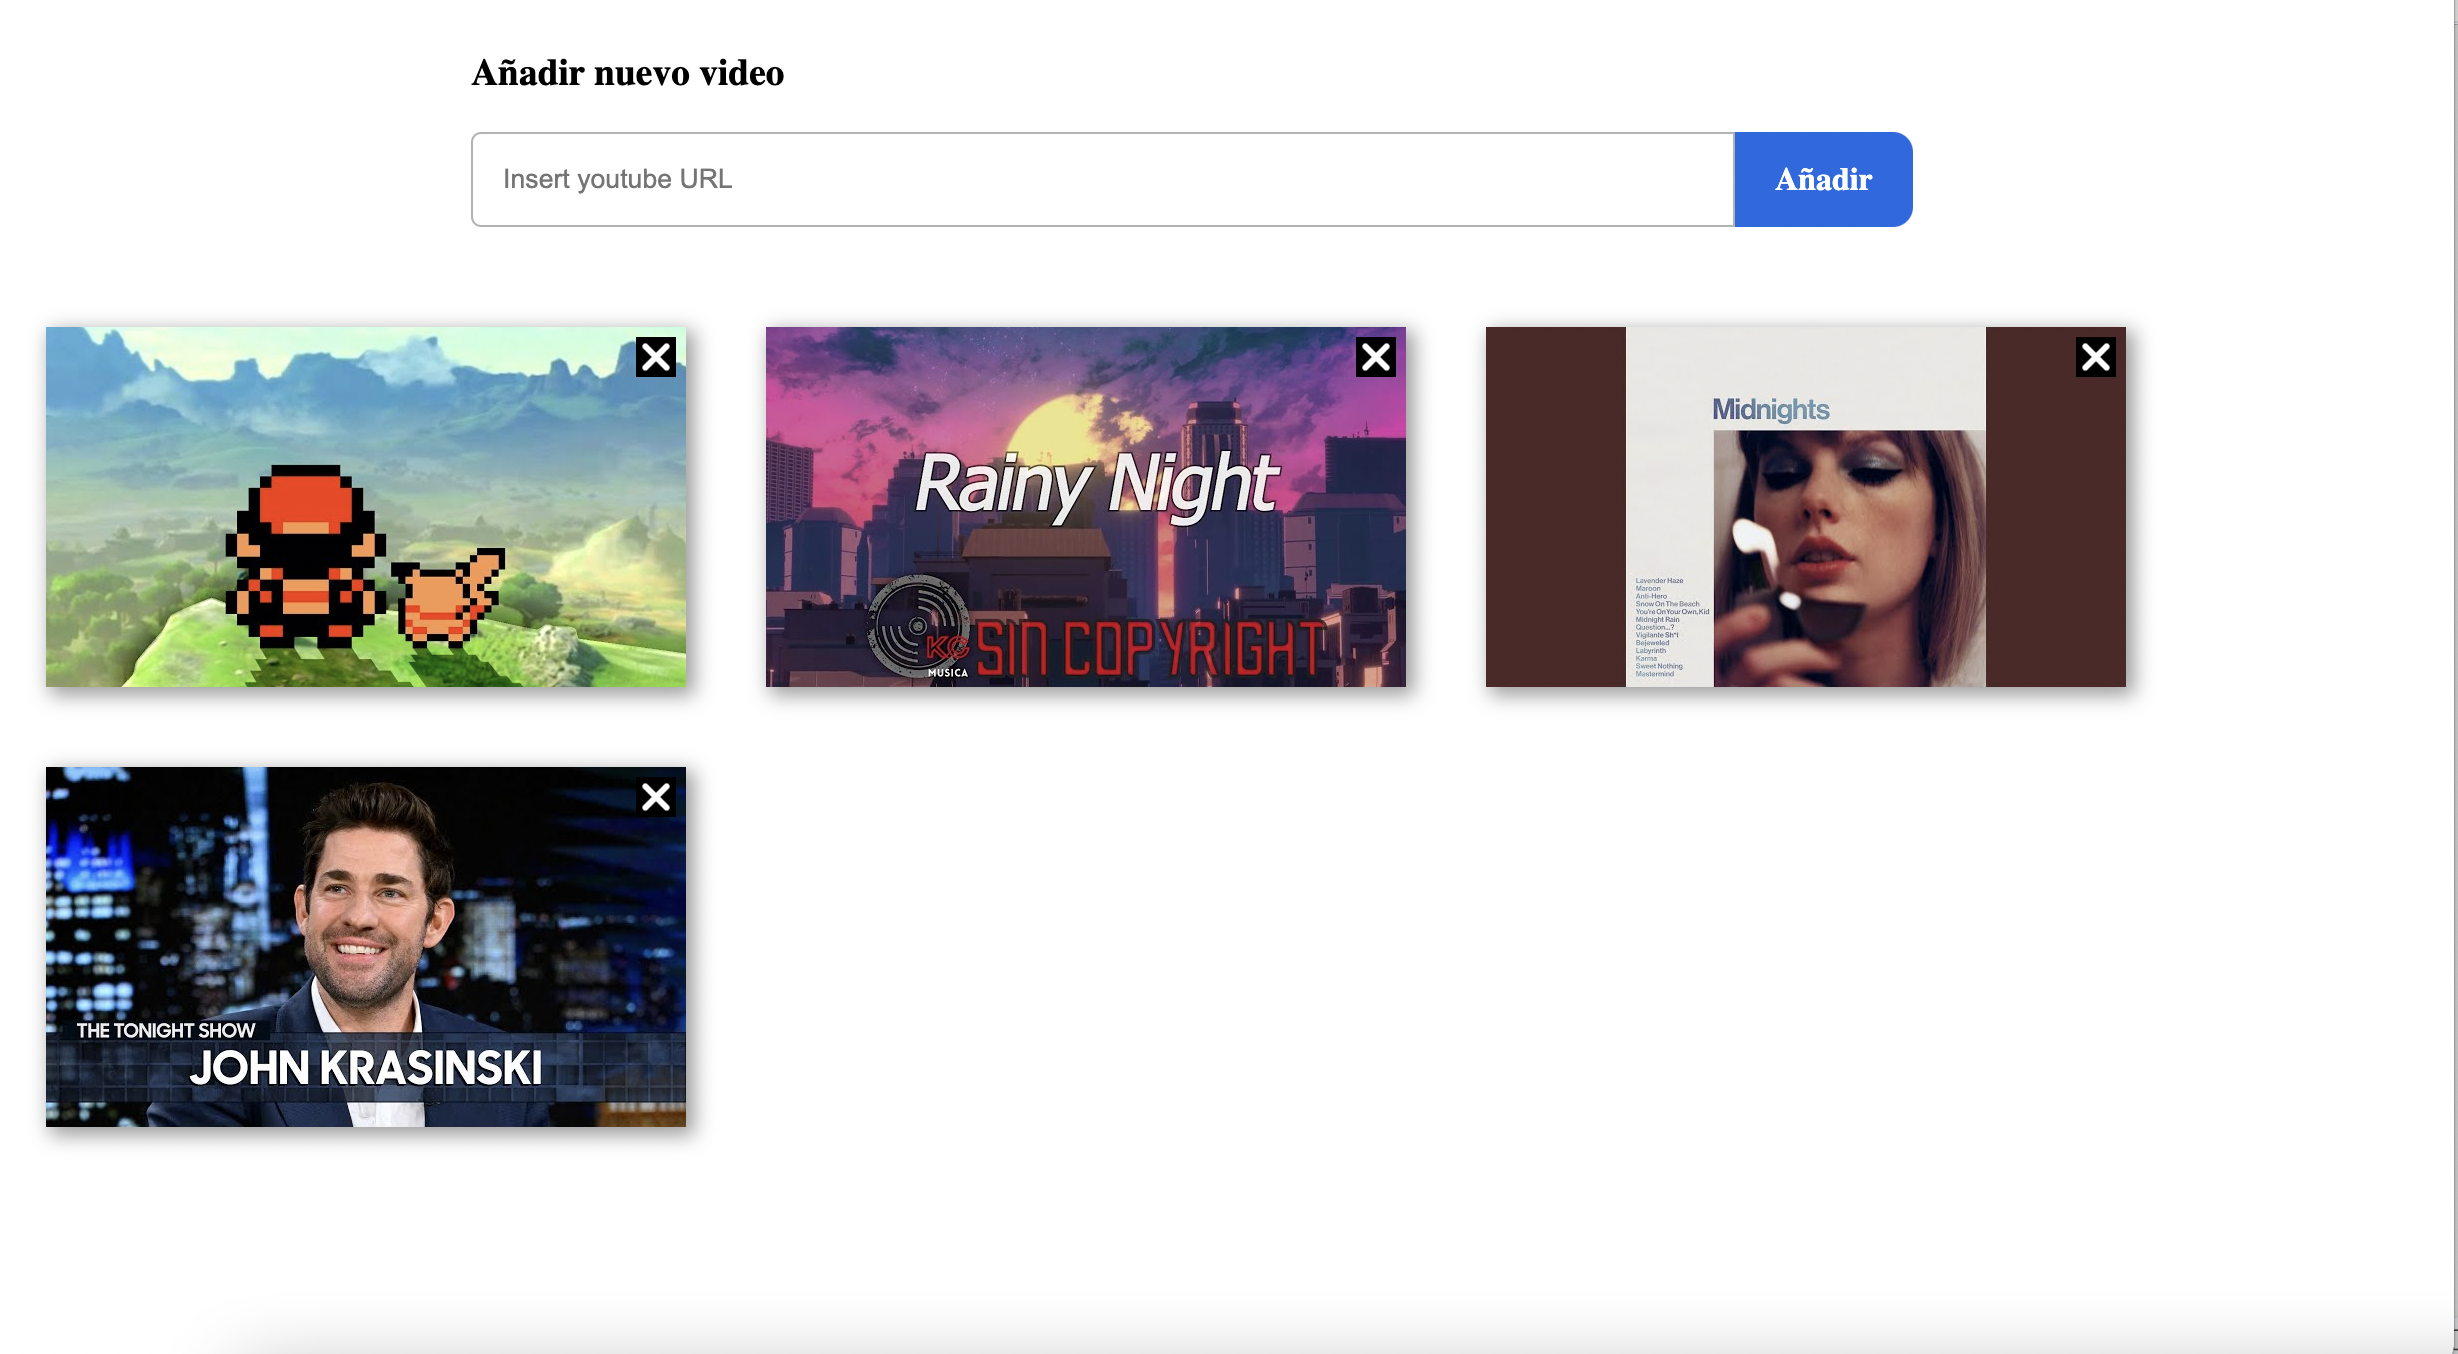 Añadir nuevo video
Insert youtube URL
Añadir
Rainy Night
KG
MUSICA
SIN COPYRIGHT
Midnights
Lavender Haze
Maroon
Anti-Hero
Snow On The Beach
You're On Your Own, Kid
Midnight Rain
Question...?
Vigilante Sh*t
Bejeweled
Labyrinth
Karma
Sweet Nothing
Mastermind
THE TONIGHT SHOW
JOHN KRASINSKI